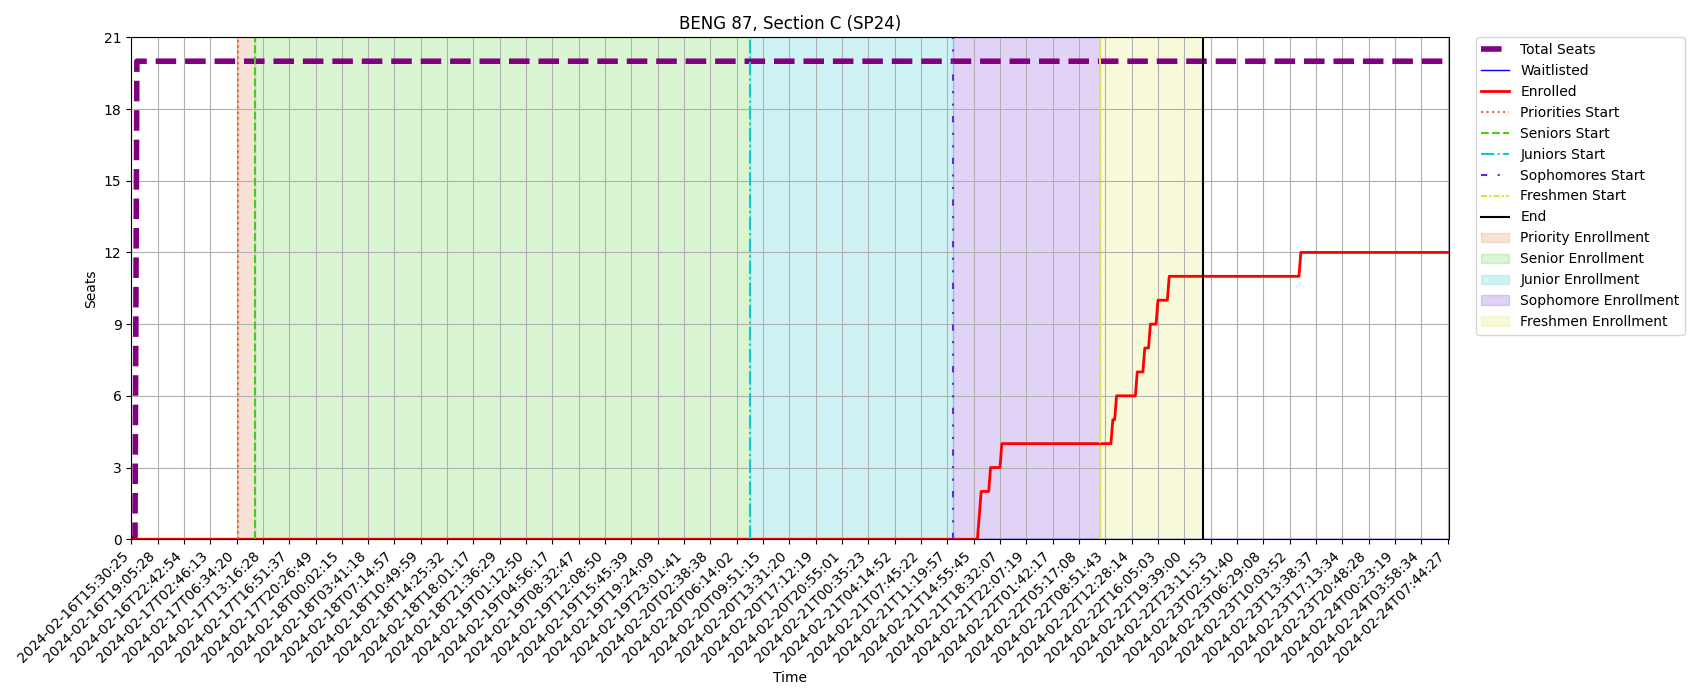 BENG 87, Section C (SP24)
Seats
21
18
15
12
9
6
3
0
2024-02-16T15:30:25
2024-02-16T19:05:28
2024-02-16T22:42:54
2024-02-17T02:46:13
2024-02-17T06:34:20
2024-02-17T13:16:28
2024-02-17T16:51:37
2024-02-17T20:26:49
2024-02-18T00:02:15
2024-02-18T03:41:18
2024-02-18T07:14:57
2024-02-18T10:49:59
2024-02-18T14:25:32
2024-02-18T18:01:17
2024-02-18T21:36:29
2024-02-19T01:12:50
2024-02-19T04:56:17
2024-02-19T08:32:47
2024-02-19T12:08:50
2024-02-19T15:45:39
2024-02-19T19:24:09
2024-02-19T23:01:41
2024-02-20T02:38:38
2024-02-20T06:14:02
2024-02-20T09:51:15
2024-02-20T13:31:20
2024-02-20T17:12:19
2024-02-20T20:55:01
2024-02-21T00:35:23
2024-02-21T04:14:52
2024-02-21T07:45:22
2024-02-21T11:19:57
2024-02-21T14:55:45
2024-02-21T18:32:07
2024-02-21T22:07:19
2024-02-22T01:42:17
2024-02-22T05:17:08
2024-02-22T08:51:43
2024-02-22T12:28:14
2024-02-22T16:05:03
2024-02-22T19:39:00
2024-02-22T23:11:53
2024-02-23T02:51:40
2024-02-23T06:29:08
2024-02-23T10:03:52
2024-02-23T13:38:37
2024-02-23T17:13:34
2024-02-23T20:48:28
2024-02-24T00:23:19
2024-02-24T03:58:34
2024-02-24T07:44:27
Time
Total Seats
Waitlisted
Enrolled
Priorities Start
Seniors Start
Juniors Start
Sophomores Start
Freshmen Start
End
Priority Enrollment
Senior Enrollment
Junior Enrollment
Sophomore Enrollment
Freshmen Enrollment